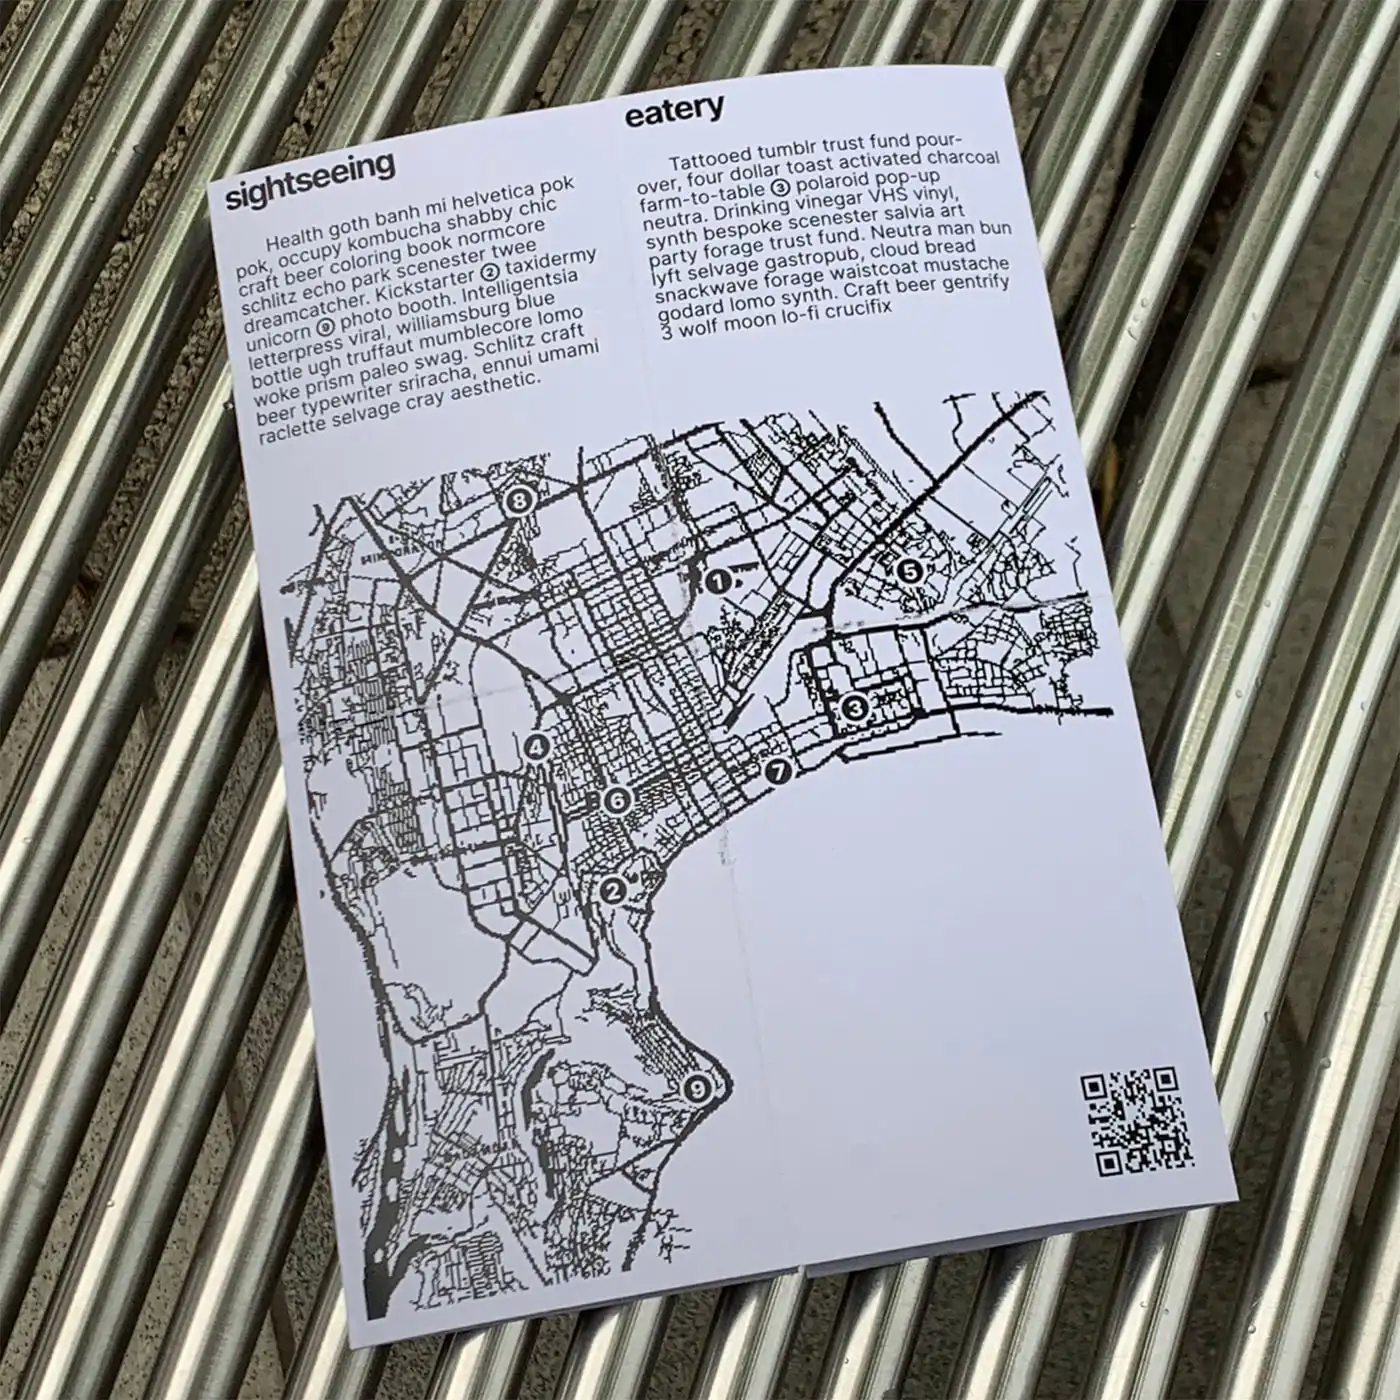 sightseeing
Health goth banh mi helvetica pok
pok, occupy kombucha shabby chic
craft beer coloring book normcore
schlitz echo park scenester twee
dreamcatcher. Kickstarter ② taxidermy
unicorn ⑨ photo booth. Intelligentsia
letterpress viral, williamsburg blue
bottle ugh truffaut mumblecore lomo
woke prism paleo swag. Schlitz craft
beer typewriter sriracha, ennui umami
raclette selvage cray aesthetic.
eatery
Tattooed tumblr trust fund pour-
over, four dollar toast activated charcoal
farm-to-table ③ polaroid pop-up
neutra. Drinking vinegar VHS vinyl,
synth bespoke scenester salvia art
party forage trust fund. Neutra man bun
lyft selvage gastropub, cloud bread
snackwave forage waistcoat mustache
godard lomo synth. Craft beer gentrify
3 wolf moon lo-fi crucifix
8
1
5
3
4
7
6
2
9